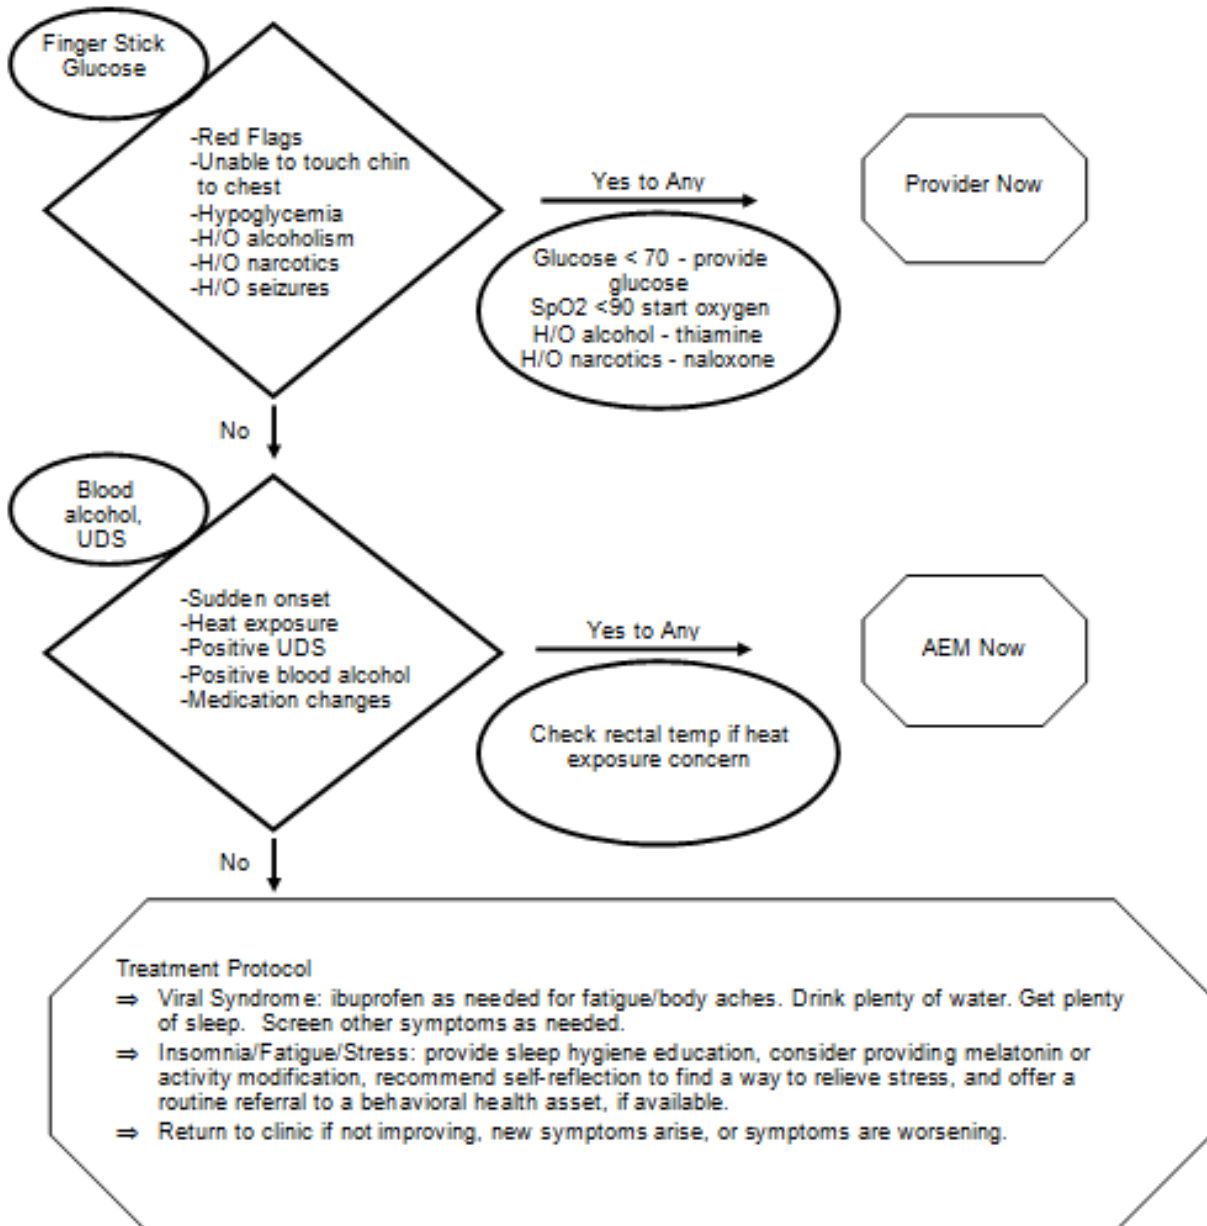 Finger Stick
Glucose
-Red Flags
-Unable to touch chin
to chest
-Hypoglycemia
-H/O alcoholism
-H/O narcotics
-H/O seizures
Yes to Any
Provider Now
Glucose < 70 - provide
glucose
SpO2 <90 start oxygen
H/O alcohol - thiamine
H/O narcotics - naloxone
No
Blood
alcohol,
UDS
-Sudden onset
-Heat exposure
-Positive UDS
-Positive blood alcohol
-Medication changes
Yes to Any
AEM Now
Check rectal temp if heat
exposure concern
No
Treatment Protocol
⇒ Viral Syndrome: ibuprofen as needed for fatigue/body aches. Drink plenty of water. Get plenty
of sleep. Screen other symptoms as needed.
⇒ Insomnia/Fatigue/Stress: provide sleep hygiene education, consider providing melatonin or
activity modification, recommend self-reflection to find a way to relieve stress, and offer a
routine referral to a behavioral health asset, if available.
⇒ Return to clinic if not improving, new symptoms arise, or symptoms are worsening.